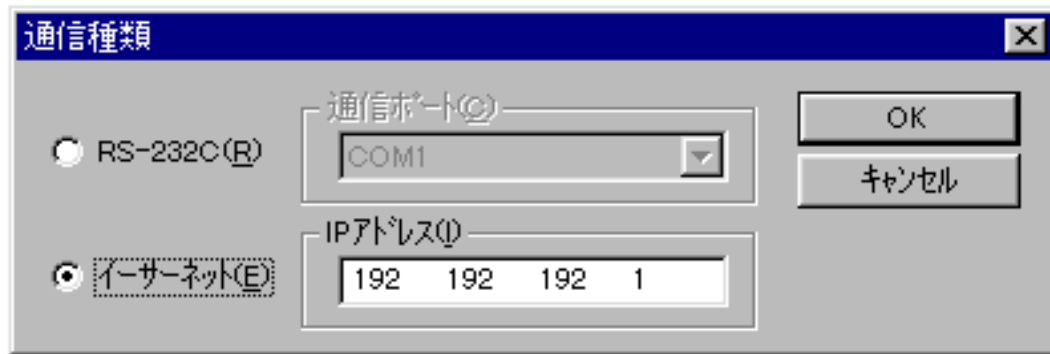 通信種類
RS-232C(R)
通信ポート(C)
COM1
OK
キャンセル
イーサーネット(E)
IPアドレス(I)
192 192 192 1